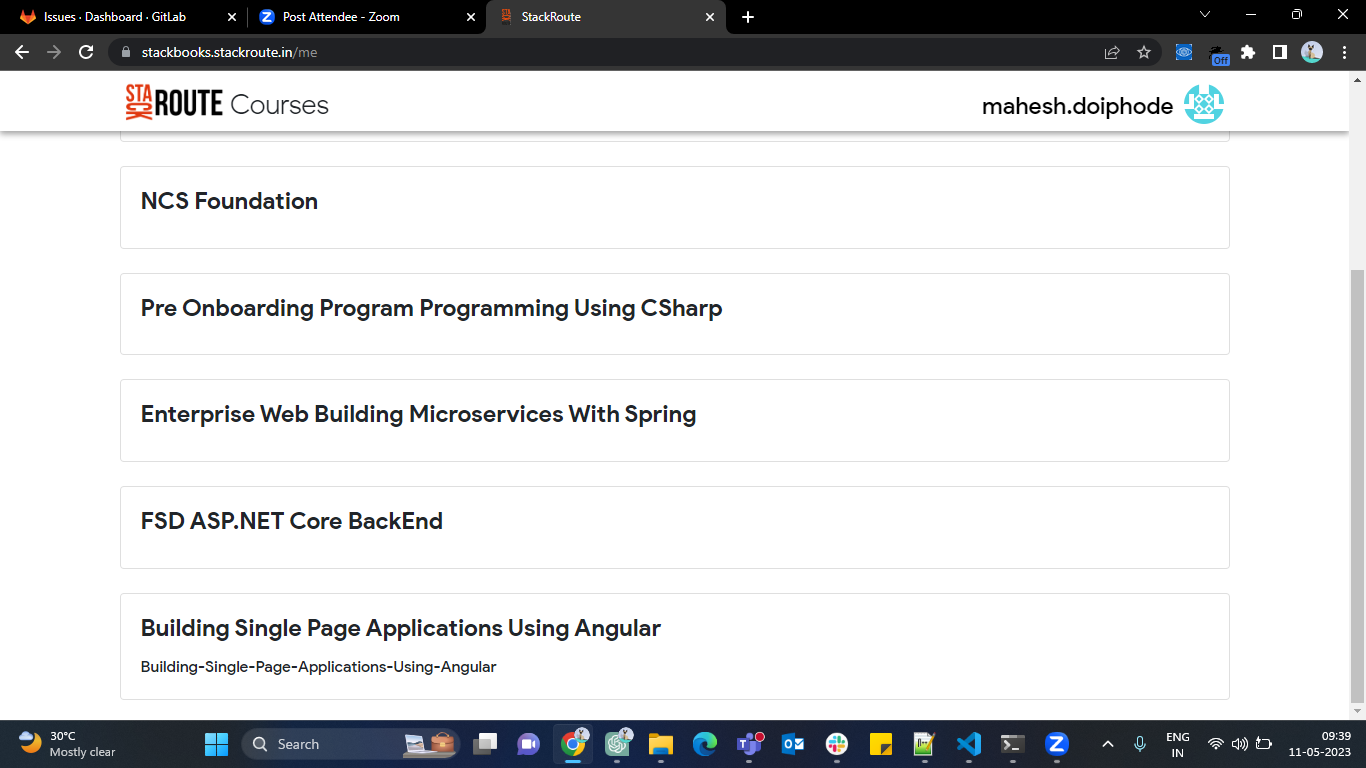 Issues · Dashboard · GitLab
Post Attendee - Zoom
StackRoute
stackbooks.stackroute.in/me
Off
STACKROUTE Courses
mahesh.doiphode
NCS Foundation
Pre Onboarding Program Programming Using CSharp
Enterprise Web Building Microservices With Spring
FSD ASP.NET Core BackEnd
Building Single Page Applications Using Angular
Building-Single-Page-Applications-Using-Angular
30°C
Mostly clear
Search
ENG
IN
09:39
11-05-2023